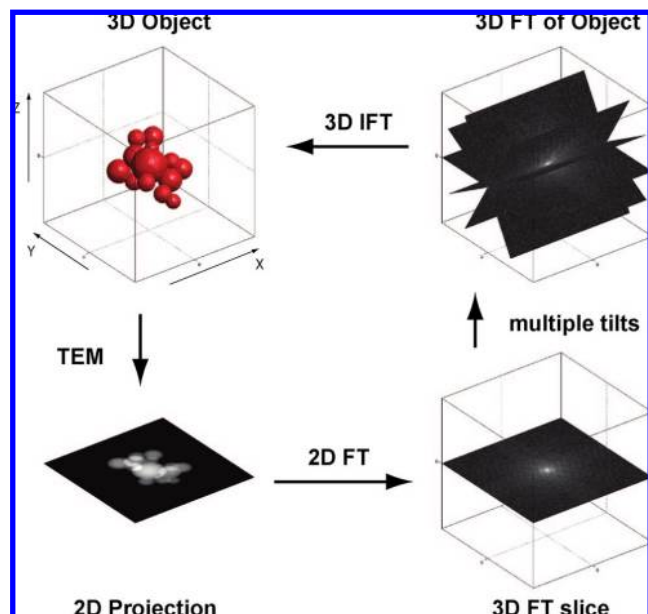 3D Object
3D FT of Object
Z
3D IFT
Y
X
TEM
multiple tilts
2D FT
2D Projection
3D FT slice